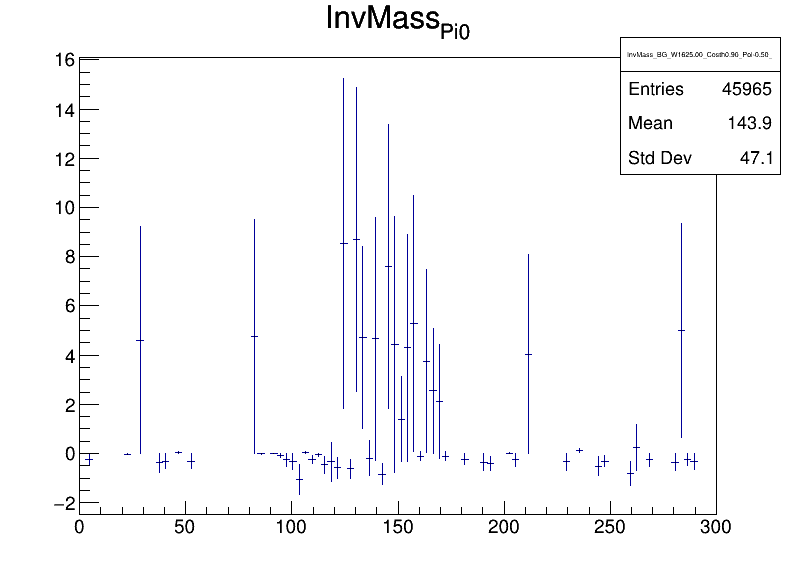 InvMass_Pi0
InvMass_BG_W1625.00_Costh0.90_Pol-0.50_
Entries 45965
Mean 143.9
Std Dev 47.1
16
14
12
10
8
6
4
2
0
−2
0 50 100 150 200 250 300